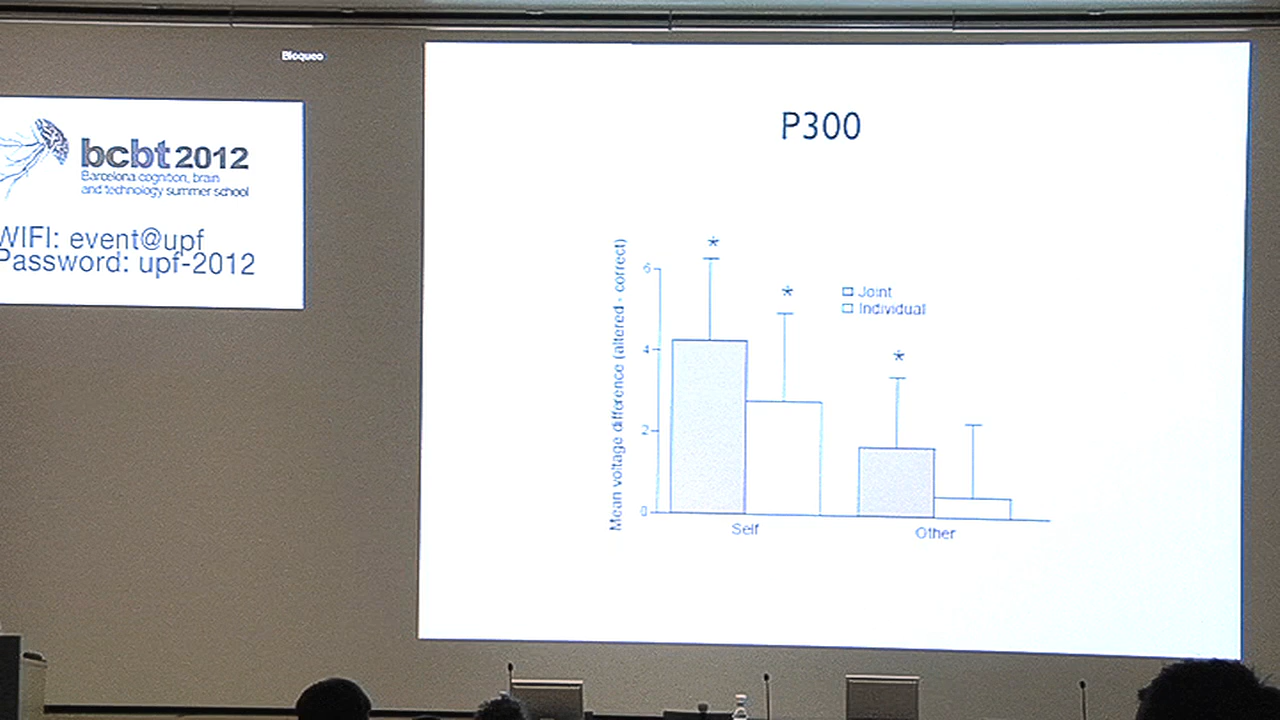 Bloqueo
bcbt 2012
Barcelona cognition, brain
and technology summer school
WIFI: event@upf
Password: upf-2012
P300
Mean voltage difference (altered - correct)
6
4
2
0
*
*
*
Joint
Individual
Self
Other